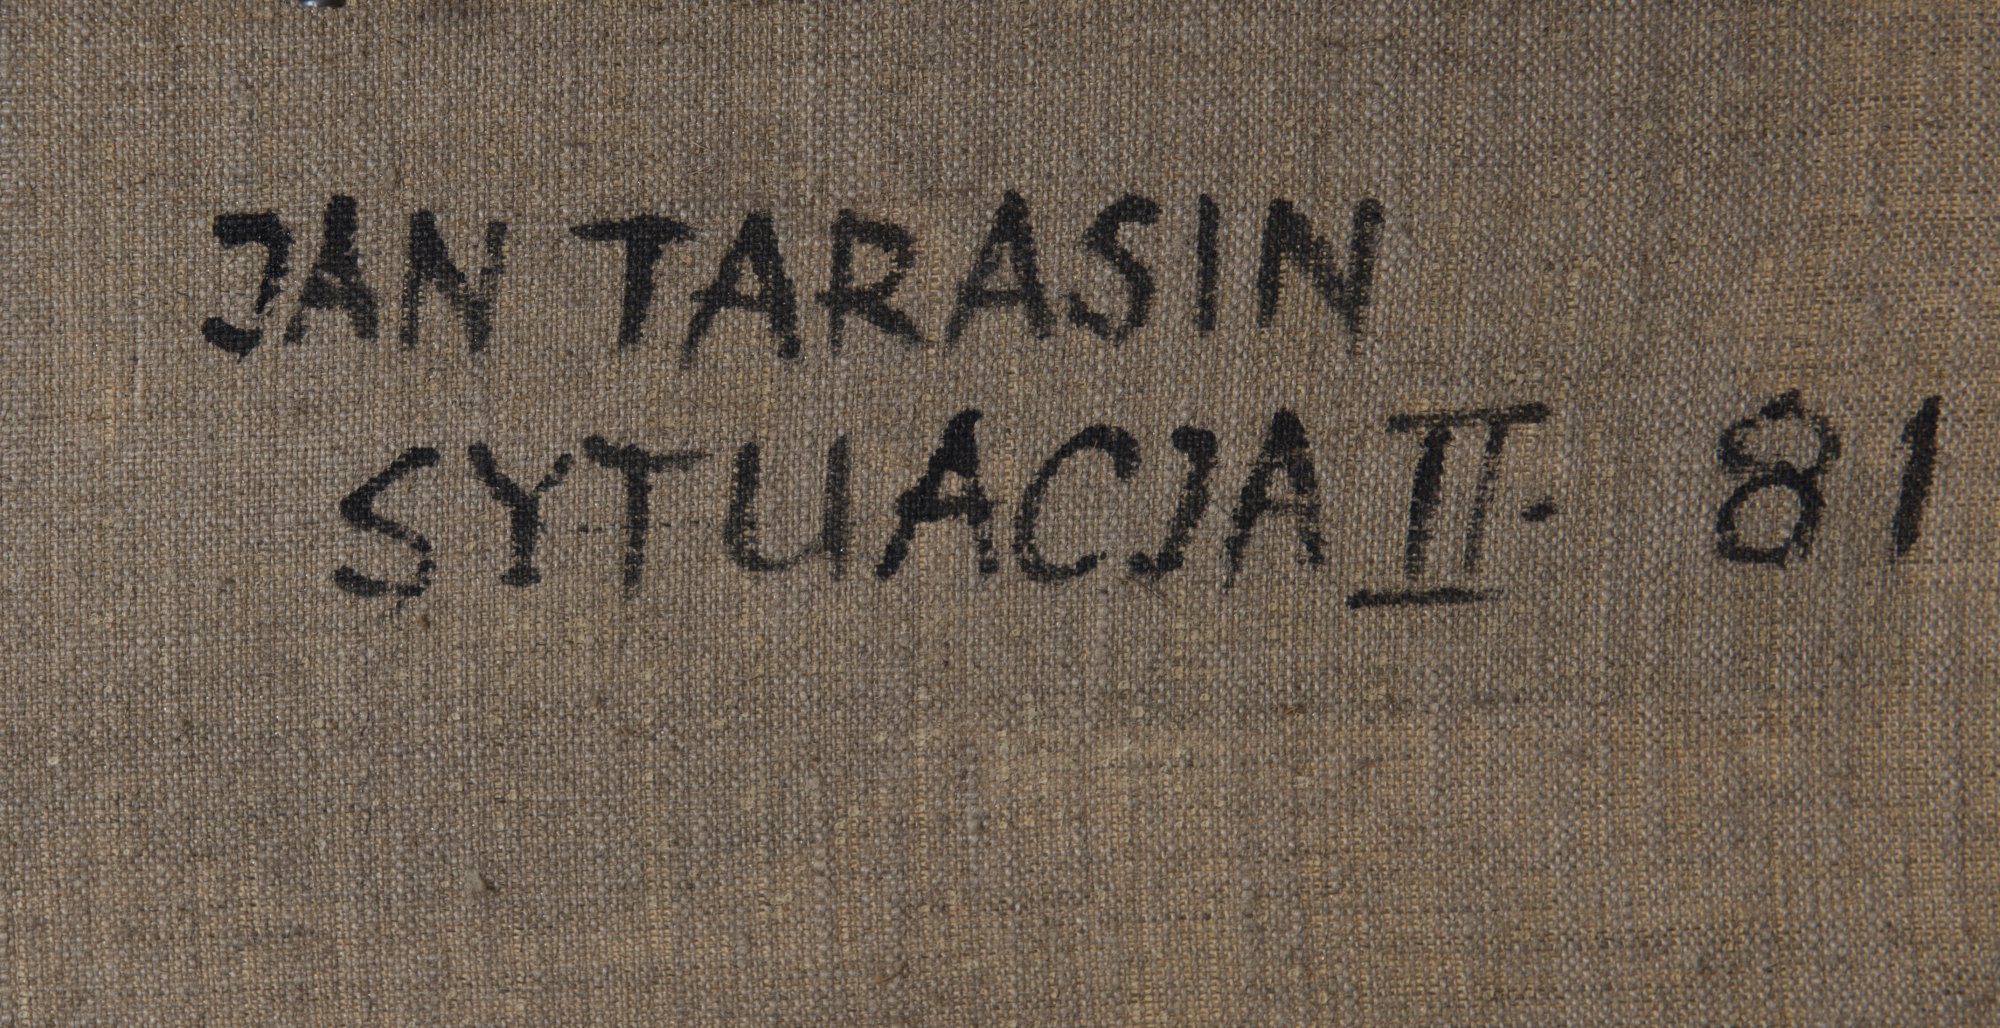 JAN TARASIN
SYTUACJA II. 81